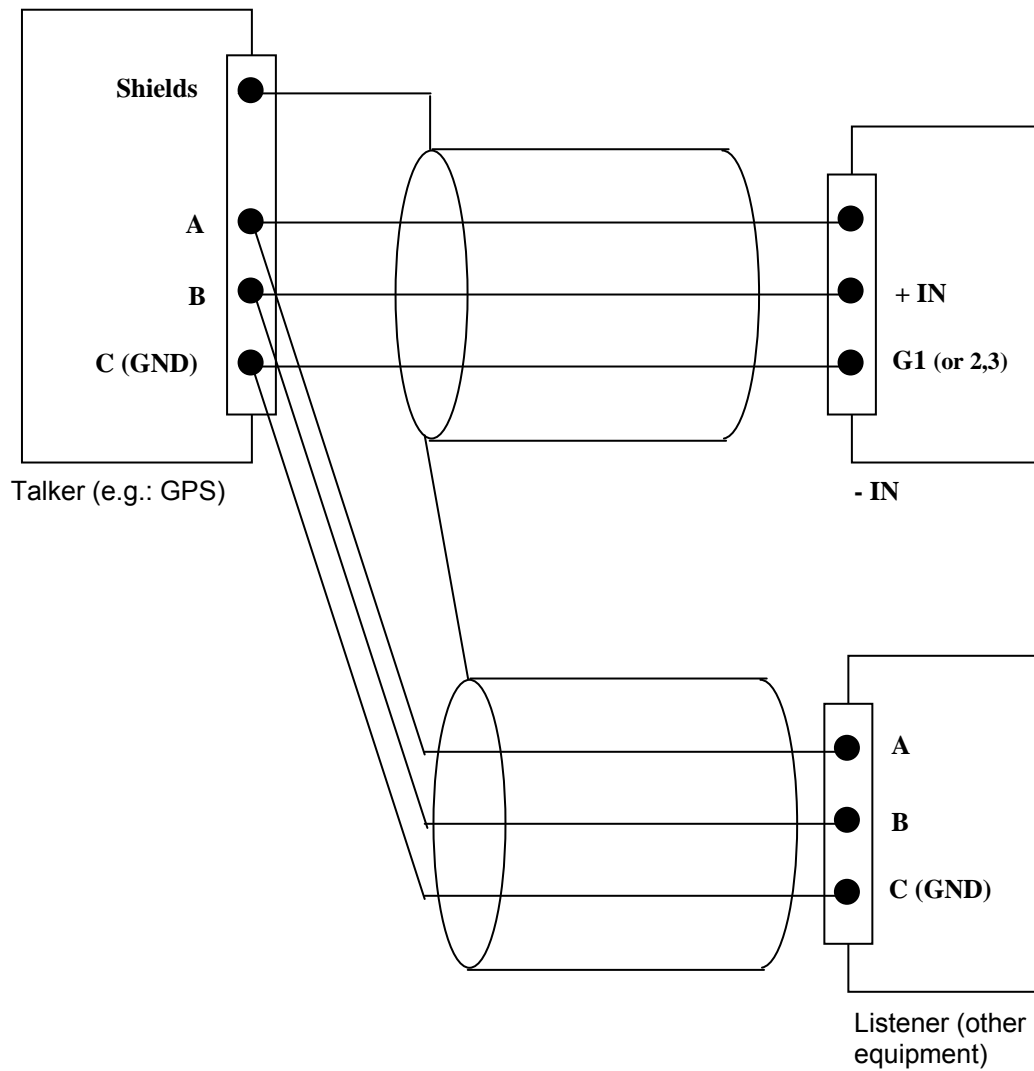 Shields
A
B
C (GND)
Talker (e.g.: GPS)
+ IN
G1 (or 2,3)
- IN
A
B
C (GND)
Listener (other
equipment)